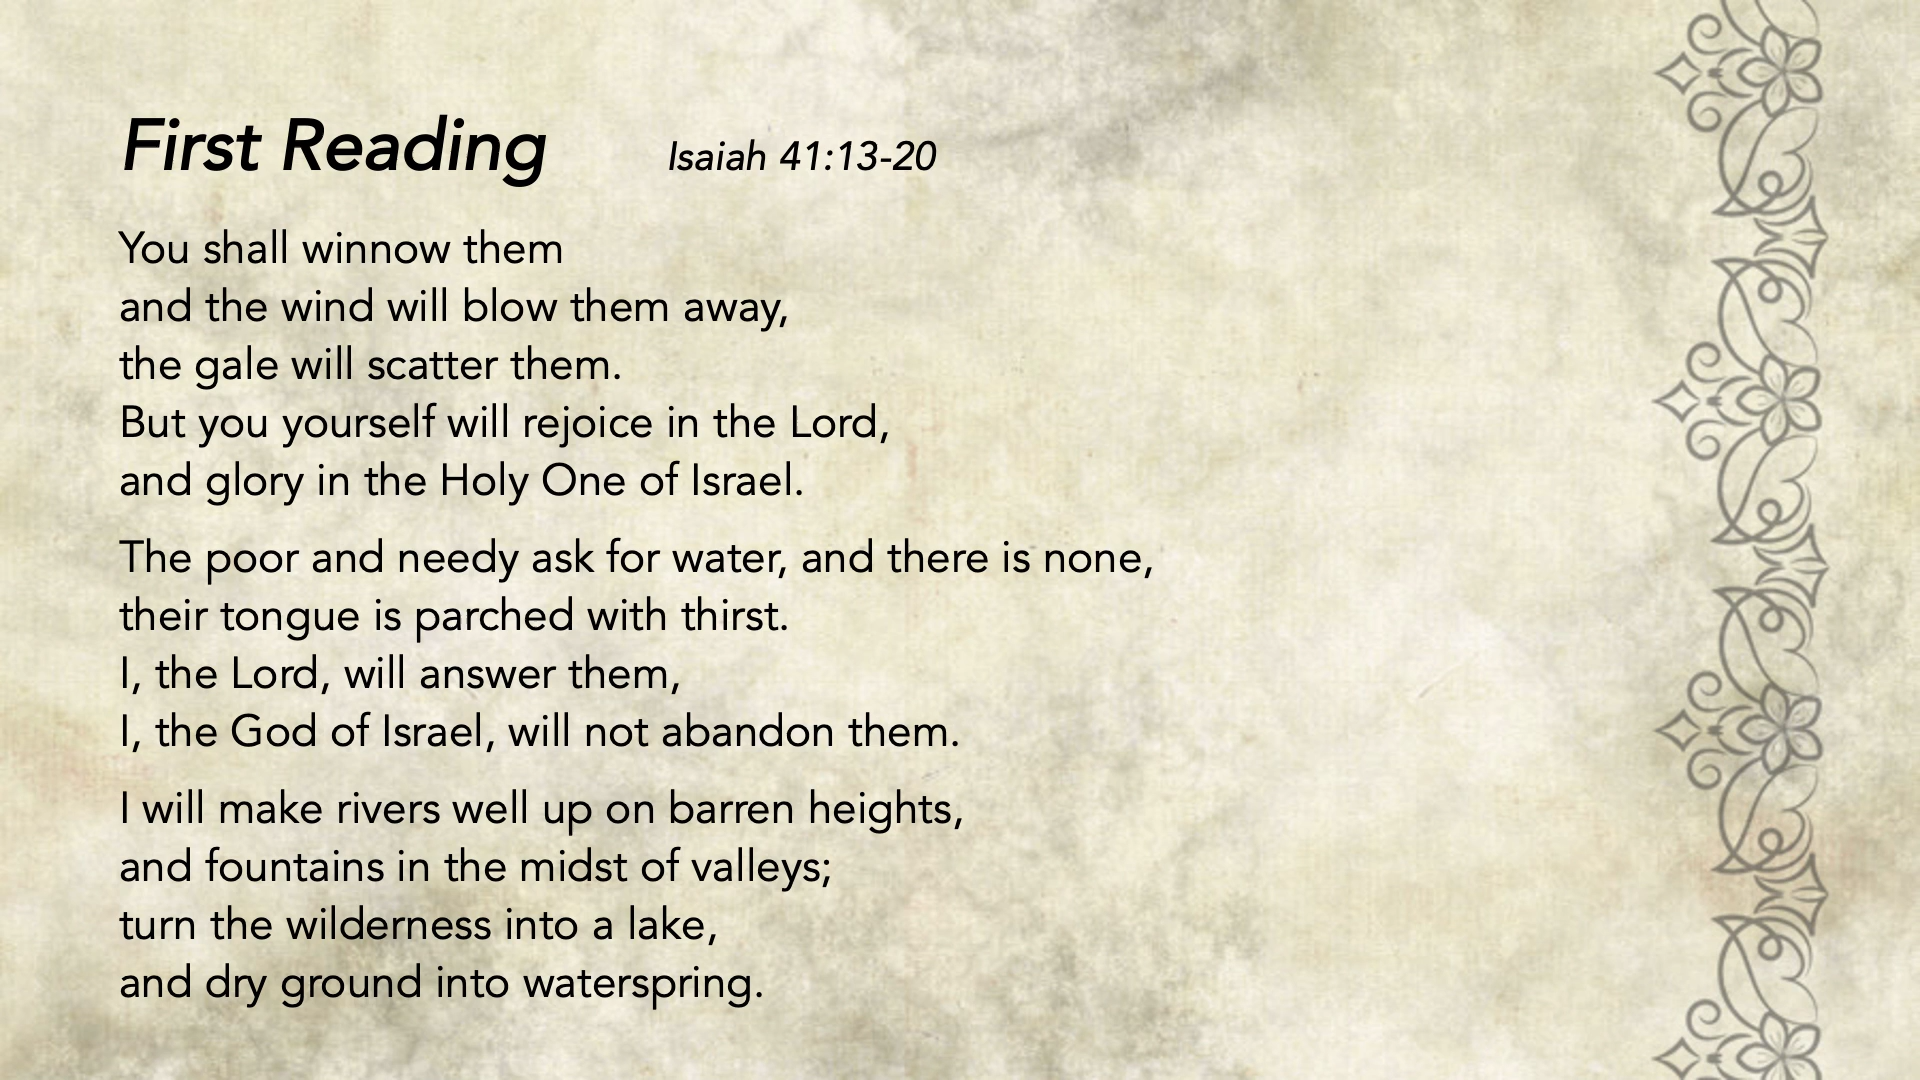 First Reading Isaiah 41:13-20
You shall winnow them
and the wind will blow them away,
the gale will scatter them.
But you yourself will rejoice in the Lord,
and glory in the Holy One of Israel.
The poor and needy ask for water, and there is none,
their tongue is parched with thirst.
I, the Lord, will answer them,
I, the God of Israel, will not abandon them.
I will make rivers well up on barren heights,
and fountains in the midst of valleys;
turn the wilderness into a lake,
and dry ground into waterspring.